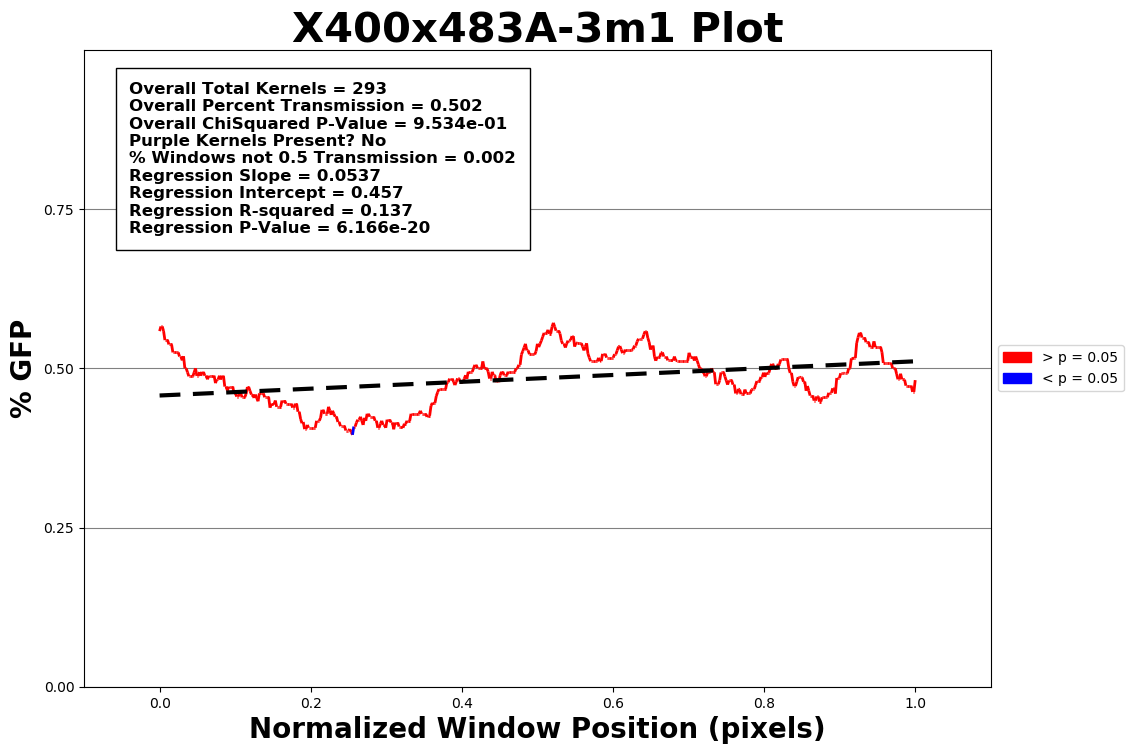 X400x483A-3m1 Plot
Overall Total Kernels = 293
Overall Percent Transmission = 0.502
Overall ChiSquared P-Value = 9.534e-01
Purple Kernels Present? No
% Windows not 0.5 Transmission = 0.002
Regression Slope = 0.0537
Regression Intercept = 0.457
Regression R-squared = 0.137
Regression P-Value = 6.166e-20
% GFP
0.75
0.50
0.25
0.00
> p = 0.05
< p = 0.05
0.0 0.2 0.4 0.6 0.8 1.0
Normalized Window Position (pixels)